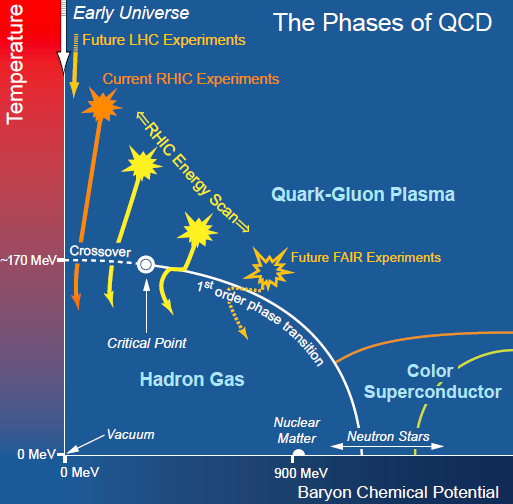 Early Universe
The Phases of QCD
Temperature
Future LHC Experiments
Current RHIC Experiments
RHIC Energy Scan
Quark-Gluon Plasma
Crossover
Future FAIR Experiments
~170 MeV
1st order phase transition
Critical Point
Hadron Gas
Color
Superconductor
Nuclear
Matter
Neutron Stars
Vacuum
0 MeV
0 MeV
900 MeV
Baryon Chemical Potential